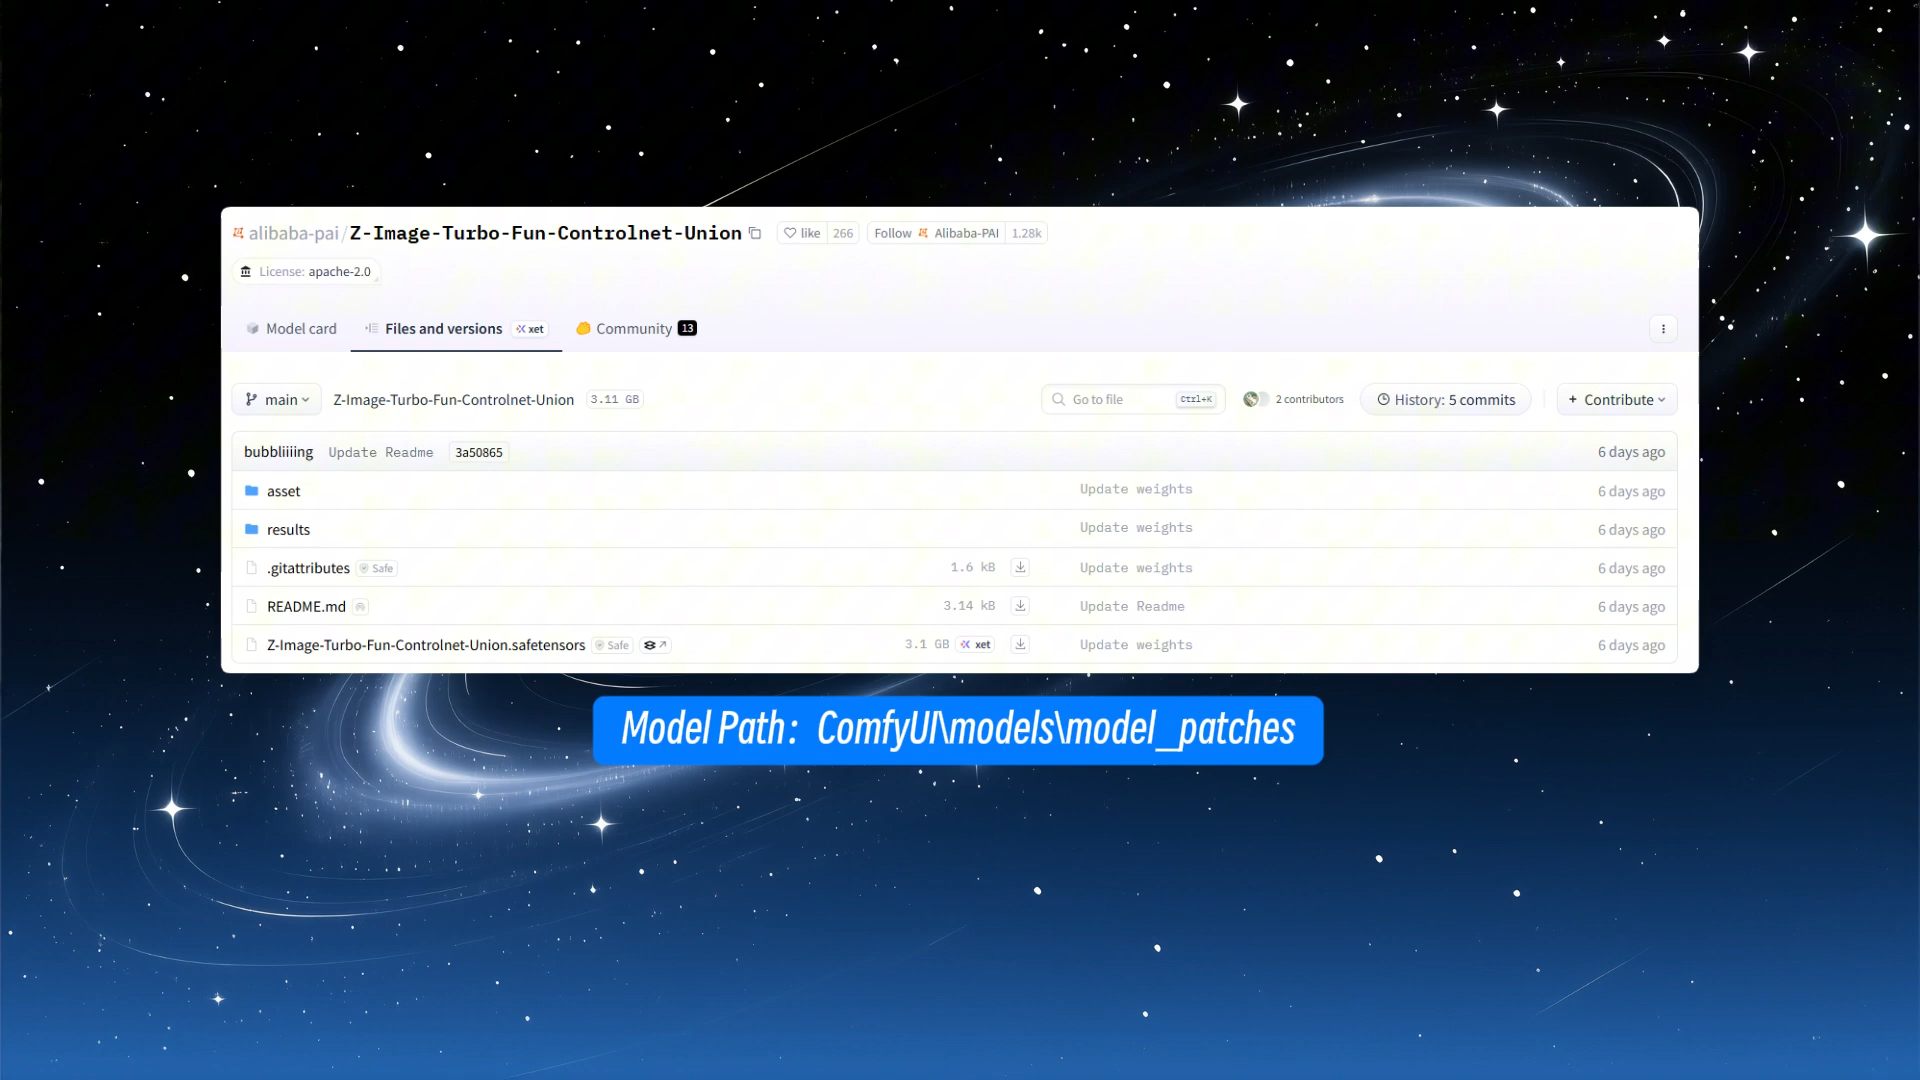 alibaba-pai/Z-Image-Turbo-Fun-Controlnet-Union like 266 Follow Alibaba-PAI 1.28k
License: apache-2.0
Model card Files and versions xet Community 13
main Z-Image-Turbo-Fun-Controlnet-Union 3.11 GB Go to file Ctrl+K 2 contributors History: 5 commits + Contribute
bubbliiiing Update Readme 3a50865 6 days ago
asset Update weights 6 days ago
results Update weights 6 days ago
.gitattributes Safe 1.6 kB Update weights 6 days ago
README.md 3.14 kB Update Readme 6 days ago
Z-Image-Turbo-Fun-Controlnet-Union.safetensors Safe 3.1 GB xet Update weights 6 days ago
Model Path: ComfyUI\models\model_patches